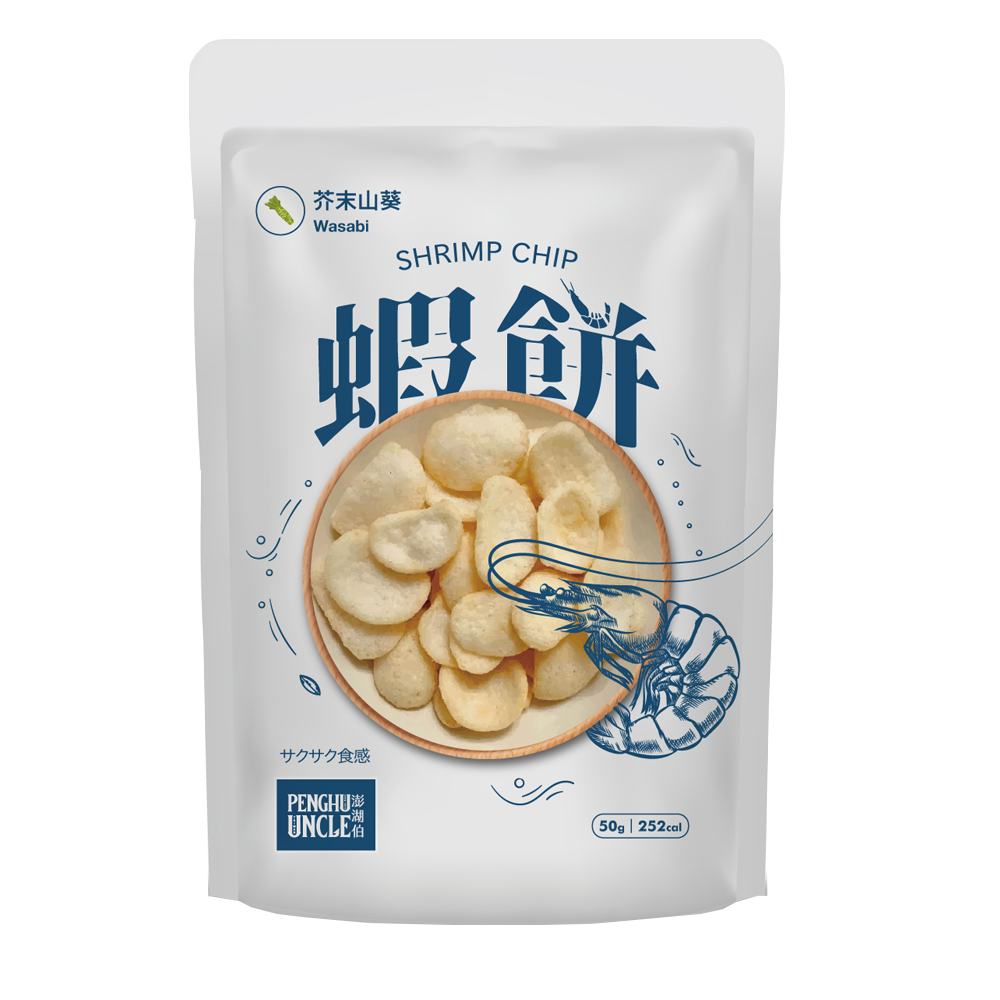 芥末山葵
Wasabi
SHRIMP CHIP
蝦餅
サクサク食感
PENGHU
UNCLE
澎湖伯
50g | 252cal